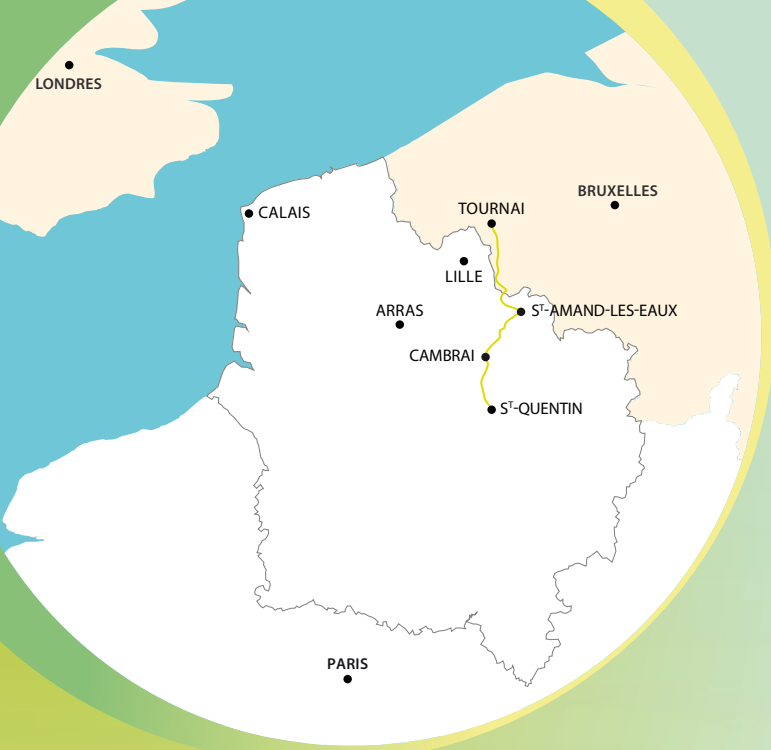 LONDRES
BRUXELLES
TOURNAI
CALAIS
LILLE
ARRAS
Sᵀ-AMAND-LES-EAUX
CAMBRAI
Sᵀ-QUENTIN
PARIS